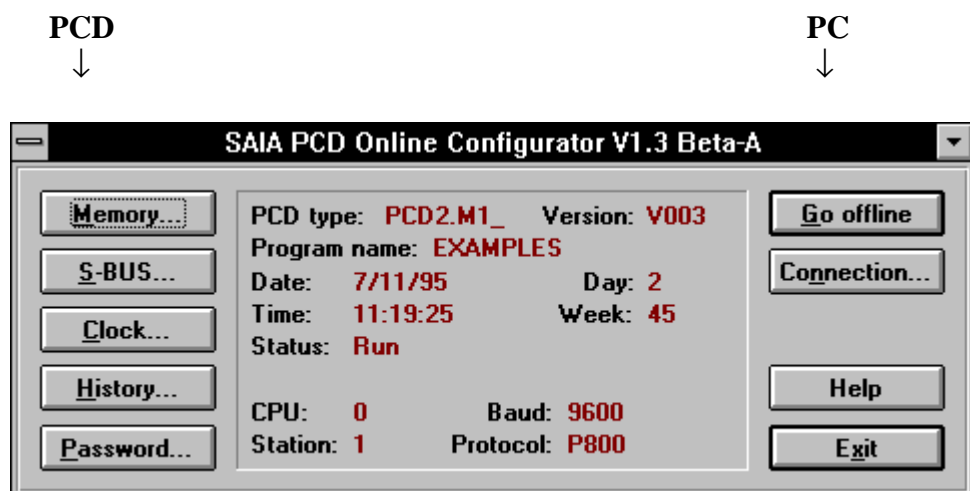 PCD PC
↓ ↓
SAIA PCD Online Configurator V1.3 Beta-A
Memory... PCD type: PCD2.M1_ Version: V003 Go offline
Program name: EXAMPLES
S-BUS... Date: 7/11/95 Day: 2 Connection...
Clock... Time: 11:19:25 Week: 45
Status: Run
History... Help
CPU: 0 Baud: 9600
Password... Station: 1 Protocol: P800 Exit